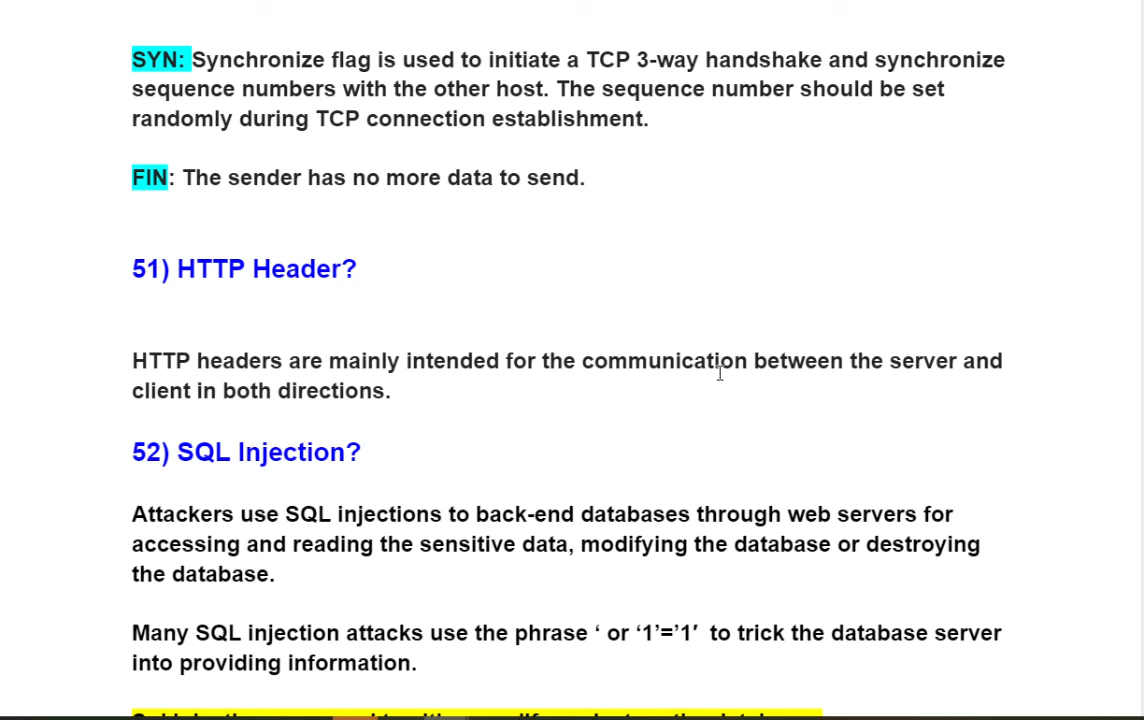 SYN: Synchronize flag is used to initiate a TCP 3-way handshake and synchronize
sequence numbers with the other host. The sequence number should be set
randomly during TCP connection establishment.
FIN: The sender has no more data to send.
51) HTTP Header?
HTTP headers are mainly intended for the communication between the server and
client in both directions.
52) SQL Injection?
Attackers use SQL injections to back-end databases through web servers for
accessing and reading the sensitive data, modifying the database or destroying
the database.
Many SQL injection attacks use the phrase ‘ or ‘1’=’1′ to trick the database server
into providing information.